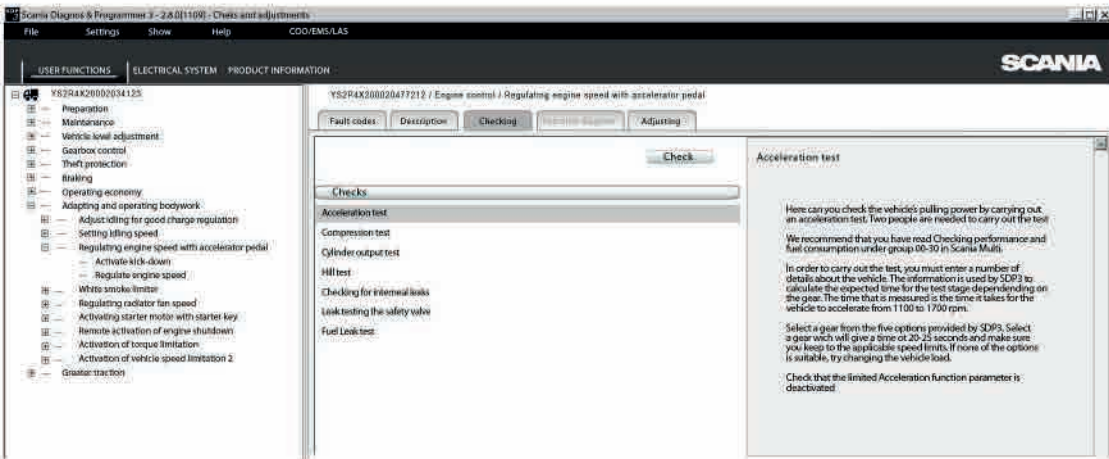 Scania Diagnos & Programmer 3 - 2.8.0[1109] - Cheks and adjustments
File Settings Show Help COO/EMS/LAS
USER FUNCTIONS ELECTRICAL SYSTEM PRODUCT INFORMATION
SCANIA
YS2R4X20002034123
Preparation
Maintenance
Vehicle level adjustment
Gearbox control
Theft protection
Braking
Operating economy
Adapting and operating bodywork
Adjust idling for good charge regulation
Setting idling speed
Regulating engine speed with accelerator pedal
Activate kick-down
Regulate engine speed
White smoke limiter
Regulating radiator fan speed
Activating starter motor with starter key
Remote activation of engine shutdown
Activation of torque limitation
Activation of vehicle speed limitation 2
Greater traction
YS2R4X200020477212 / Engine control / Regulating engine speed with accelerator pedal
Fault codes Description Checking Adjusting
Check
Checks
Acceleration test
Compression test
Cylinder output test
Hill test
Checking for interneal leaks
Leak testing the safety valve
Fuel Leak test
Acceleration test
Here can you check the vehicle's pulling power by carrying out
an acceleration test. Two people are needed to carry out the test
We recommend that you have read Checking performance and
fuel consumption under group 00-30 in Scania Multi.
In order to carry out the test, you must enter a number of
details about the vehicle. The information is used by SDP3 to
calculate the expected time for the test stage dependending on
the gear. The time that is measured is the time it takes for the
vehicle to accelerate from 1100 to 1700 rpm.
Select a gear from the five options provided by SDP3. Select
a gear wich will give a time of 20-25 seconds and make sure
you keep to the applicable speed limits. If none of the options
is suitable, try changing the vehicle load.
Check that the limited Acceleration function parameter is
deactivated